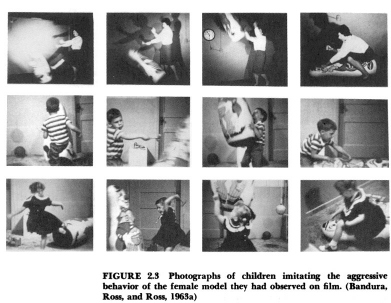 FIGURE 2.3 Photographs of children imitating the aggressive
behavior of the female model they had observed on film. (Bandura,
Ross, and Ross, 1963a)